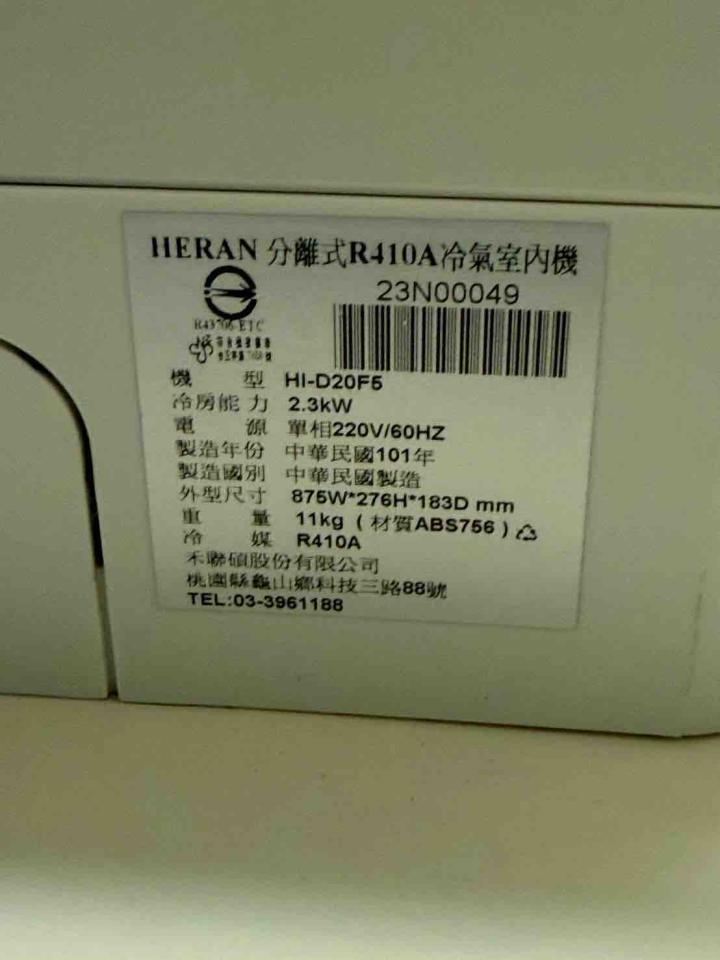 HERAN 分離式R410A冷氣室內機
23N00049
R43706-ETC
機 型 HI-D20F5
冷房能力 2.3kW
電 源 單相220V/60HZ
製造年份 中華民國101年
製造國別 中華民國製造
外型尺寸 875W*276H*183D mm
重 量 11kg (材質ABS756)
冷 媒 R410A
禾聯碩股份有限公司
桃園縣龜山鄉科技三路88號
TEL:03-3961188